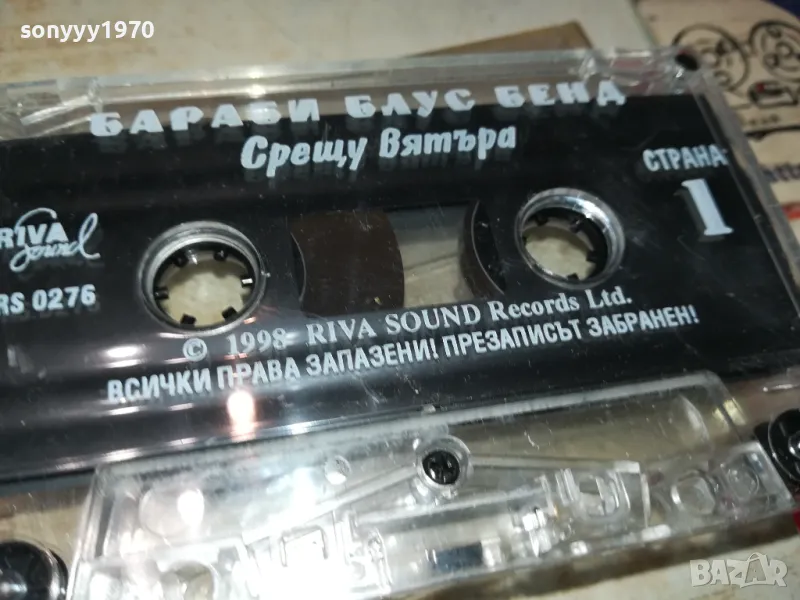 sonyyy1970
БАРАБИ БЛУС БЕНД
Срещу вятъра
СТРАНА
1
RIVA
Sound
RS 0276
© 1998 RIVA SOUND Records Ltd.
ВСИЧКИ ПРАВА ЗАПАЗЕНИ! ПРЕЗАПИСЪТ ЗАБРАНЕН!
BAZAR